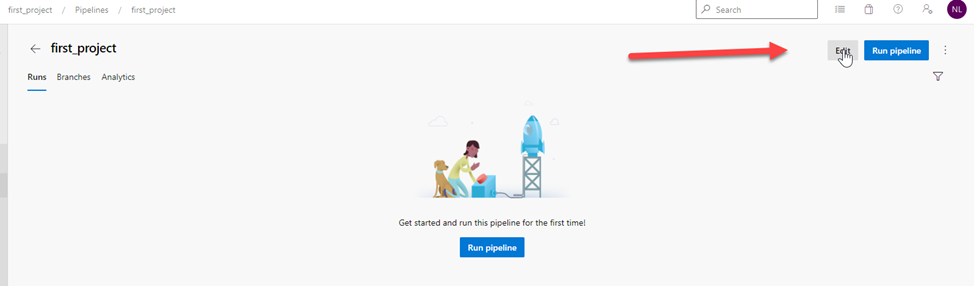 first_project / Pipelines / first_project
Search
NL
first_project
Edit
Run pipeline
Runs Branches Analytics
Get started and run this pipeline for the first time!
Run pipeline